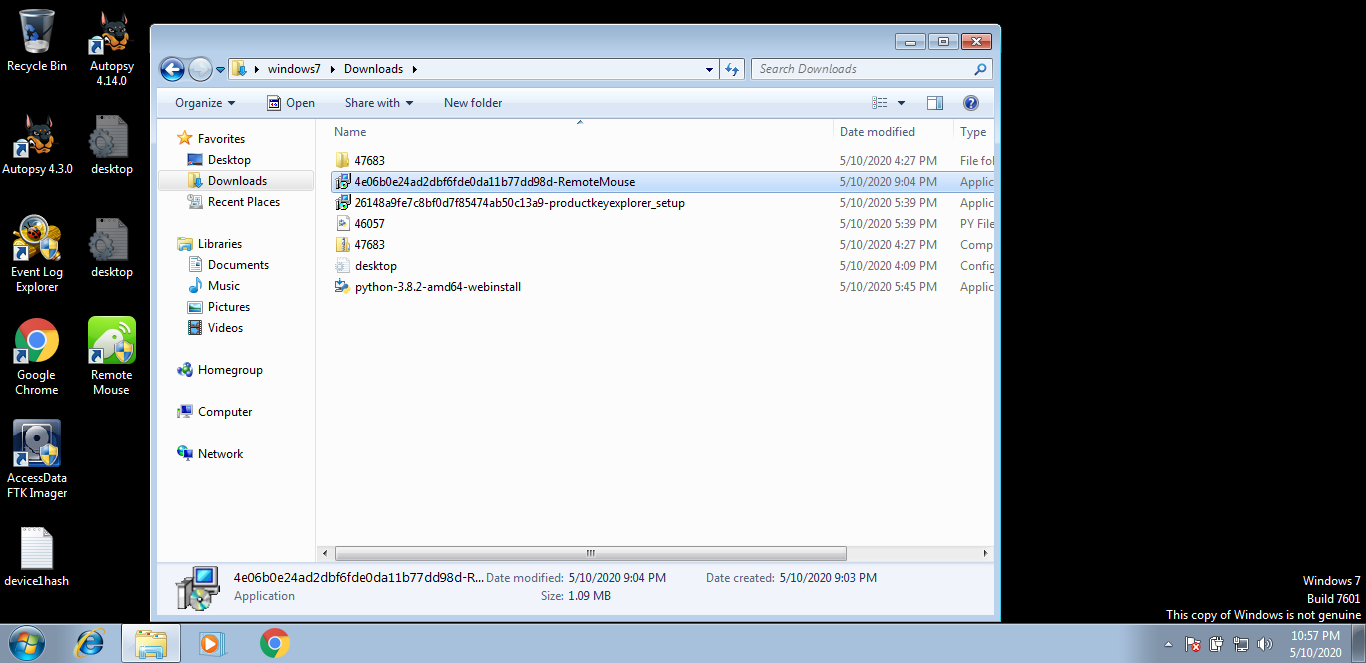 Recycle Bin
Autopsy
4.14.0
Autopsy 4.3.0
desktop
Event Log
Explorer
desktop
Google
Chrome
Remote
Mouse
AccessData
FTK Imager
device1hash
windows7 Downloads
Search Downloads
Organize Open Share with New folder
Favorites
Desktop
Downloads
Recent Places
Libraries
Documents
Music
Pictures
Videos
Homegroup
Computer
Network
Name Date modified Type
47683 5/10/2020 4:27 PM File fol
4e06b0e24ad2dbf6fde0da11b77dd98d-RemoteMouse 5/10/2020 9:04 PM Applic
26148a9fe7c8bf0d7f85474ab50c13a9-productkeyexplorer_setup 5/10/2020 5:39 PM Applic
46057 5/10/2020 5:39 PM PY File
47683 5/10/2020 4:27 PM Comp
desktop 5/10/2020 4:09 PM Config
python-3.8.2-amd64-webinstall 5/10/2020 5:45 PM Applic
4e06b0e24ad2dbf6fde0da11b77dd98d-R... Date modified: 5/10/2020 9:04 PM Date created: 5/10/2020 9:03 PM
Application Size: 1.09 MB
Windows 7
Build 7601
This copy of Windows is not genuine
10:57 PM
5/10/2020